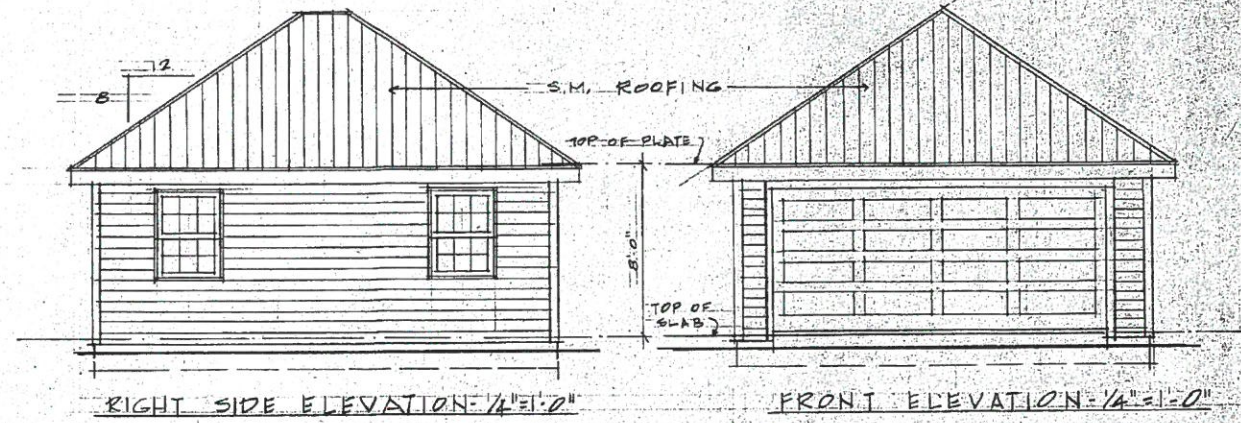 12
8
S.M. ROOFING
TOP OF PLATE
8'-0"
TOP OF
SLAB
RIGHT SIDE ELEVATION - 1/4"=1'-0"
FRONT ELEVATION - 1/4"=1'-0"